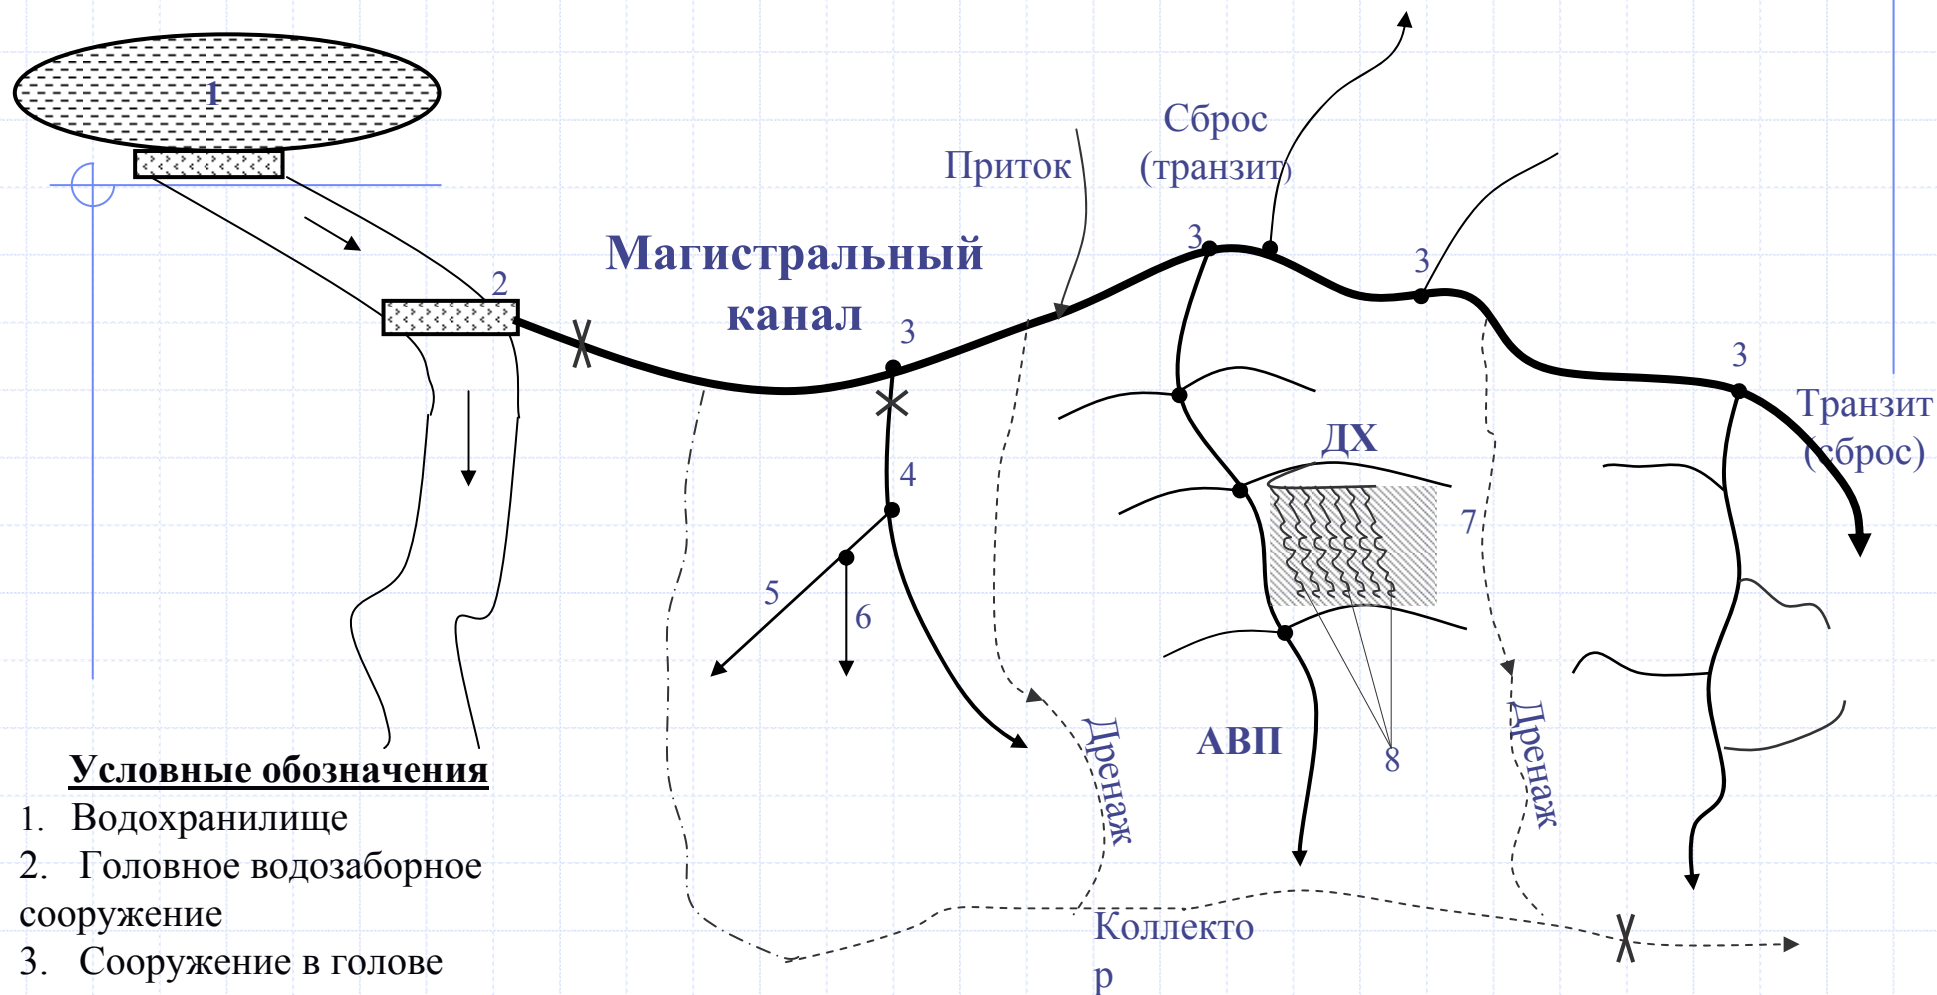 1
Сброс
(транзит)
Приток
3
Магистральный
канал
2
3
3
3
Транзит
(сброс)
ДХ
4
7
5
6
АВП
8
Дренаж
Дренаж
Условные обозначения
1. Водохранилище
2. Головное водозаборное
сооружение
3. Сооружение в голове
Коллекто
р